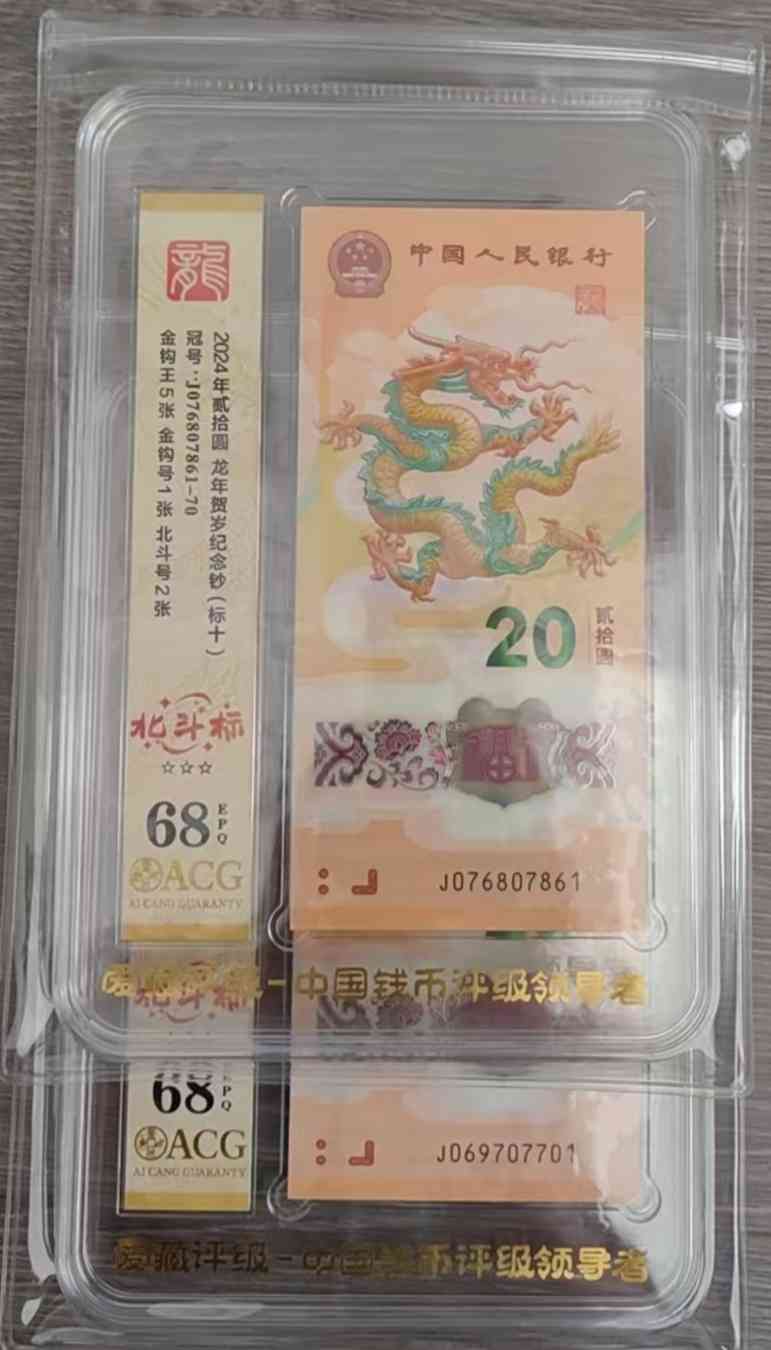 龍
2024年贰拾圆 龙年贺岁纪念钞(标十)
冠号:J076807861-70
金钩王5张 金钩号1张 北斗号2张
北斗标
☆☆☆
68 EPQ
ACG
AI CANG GUARANTY
中国人民银行
20
贰拾圆
J076807861
中国钱币评级领导者
北斗标
68 EPQ
ACG
AI CANG GUARANTY
J069707701
爱藏评级-中国钱币评级领导者